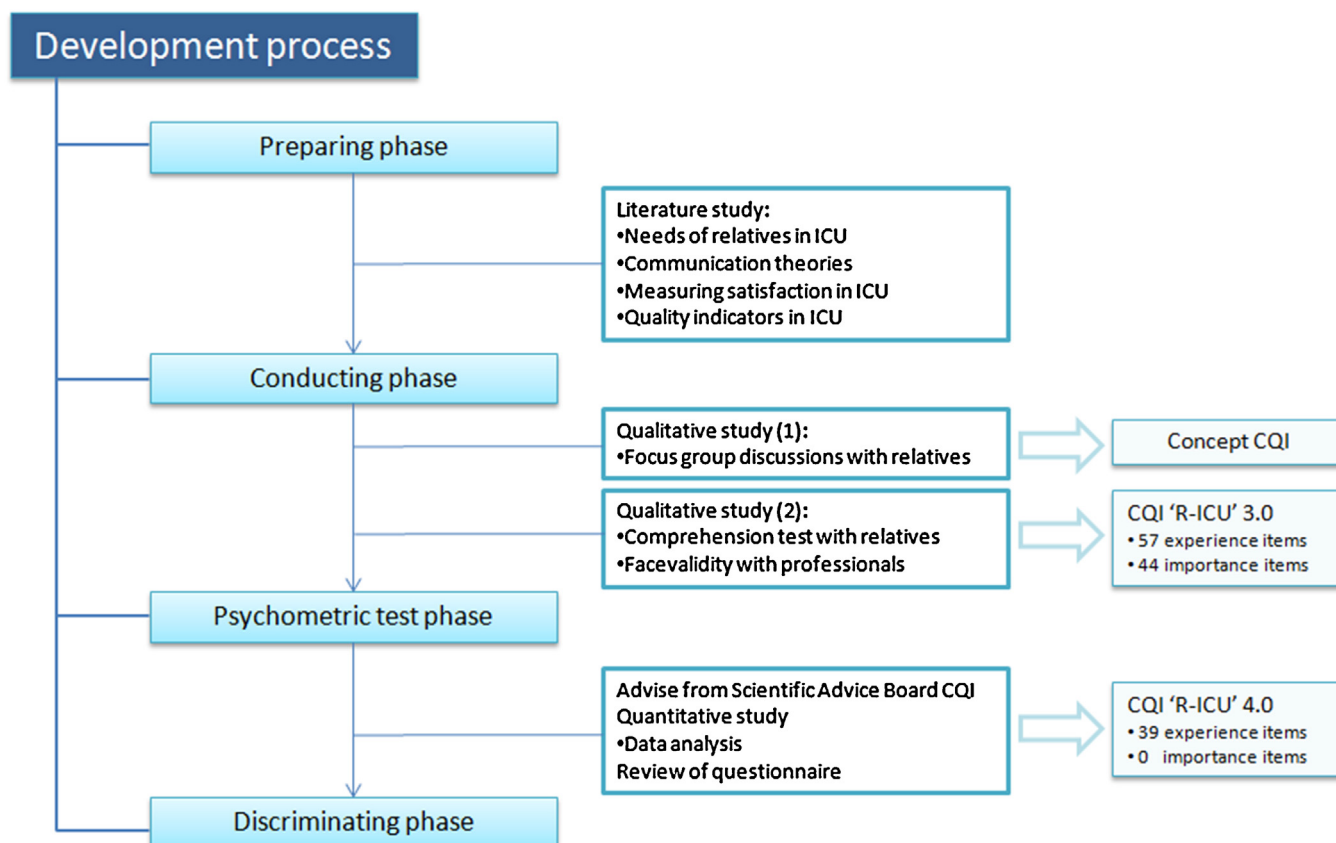 Development process
Preparing phase
Literature study:
•Needs of relatives in ICU
•Communication theories
•Measuring satisfaction in ICU
•Quality indicators in ICU
Conducting phase
Qualitative study (1):
•Focus group discussions with relatives
Concept CQI
Qualitative study (2):
•Comprehension test with relatives
•Facevalidity with professionals
CQI ‘R-ICU’ 3.0
• 57 experience items
• 44 importance items
Psychometric test phase
Advise from Scientific Advice Board CQI
Quantitative study
•Data analysis
Review of questionnaire
CQI ‘R-ICU’ 4.0
• 39 experience items
• 0 importance items
Discriminating phase